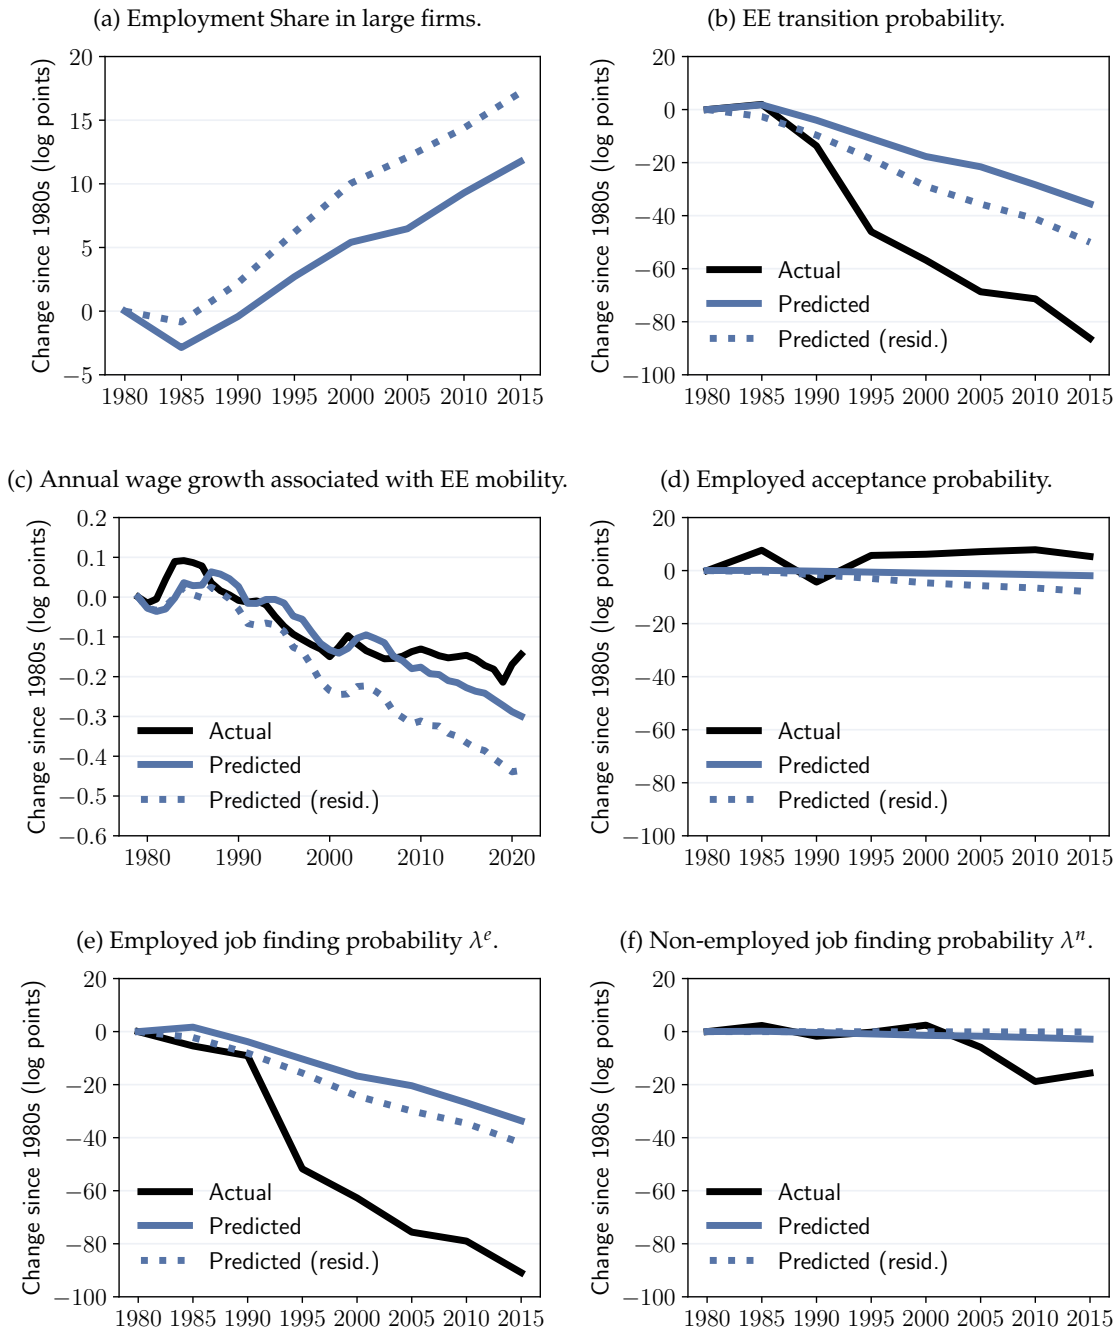 (a) Employment Share in large firms.
Change since 1980s (log points)
20
15
10
5
0
−5
1980 1985 1990 1995 2000 2005 2010 2015
(b) EE transition probability.
Change since 1980s (log points)
20
0
−20
−40
−60
−80
−100
Actual
Predicted
Predicted (resid.)
1980 1985 1990 1995 2000 2005 2010 2015
(c) Annual wage growth associated with EE mobility.
Change since 1980s (log points)
0.2
0.1
0.0
−0.1
−0.2
−0.3
−0.4
−0.5
−0.6
Actual
Predicted
Predicted (resid.)
1980 1990 2000 2010 2020
(d) Employed acceptance probability.
Change since 1980s (log points)
20
0
−20
−40
−60
−80
−100
Actual
Predicted
Predicted (resid.)
1980 1985 1990 1995 2000 2005 2010 2015
(e) Employed job finding probability λᵉ.
Change since 1980s (log points)
20
0
−20
−40
−60
−80
−100
Actual
Predicted
Predicted (resid.)
1980 1985 1990 1995 2000 2005 2010 2015
(f) Non-employed job finding probability λⁿ.
Change since 1980s (log points)
20
0
−20
−40
−60
−80
−100
Actual
Predicted
Predicted (resid.)
1980 1985 1990 1995 2000 2005 2010 2015